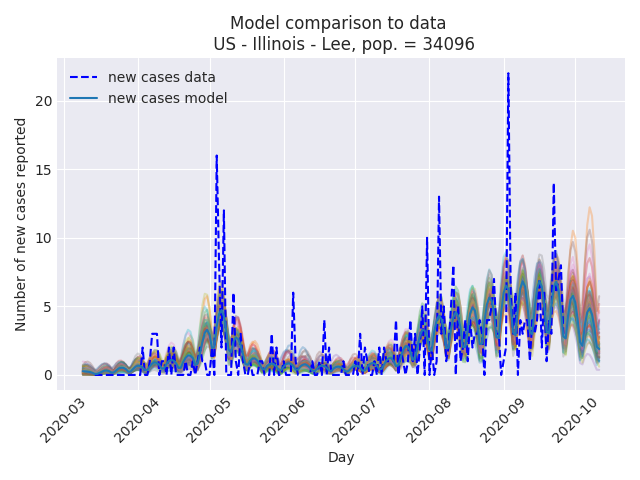 Model comparison to data
US - Illinois - Lee, pop. = 34096
new cases data
new cases model
Number of new cases reported
20
15
10
5
0
2020-03
2020-04
2020-05
2020-06
2020-07
2020-08
2020-09
2020-10
Day